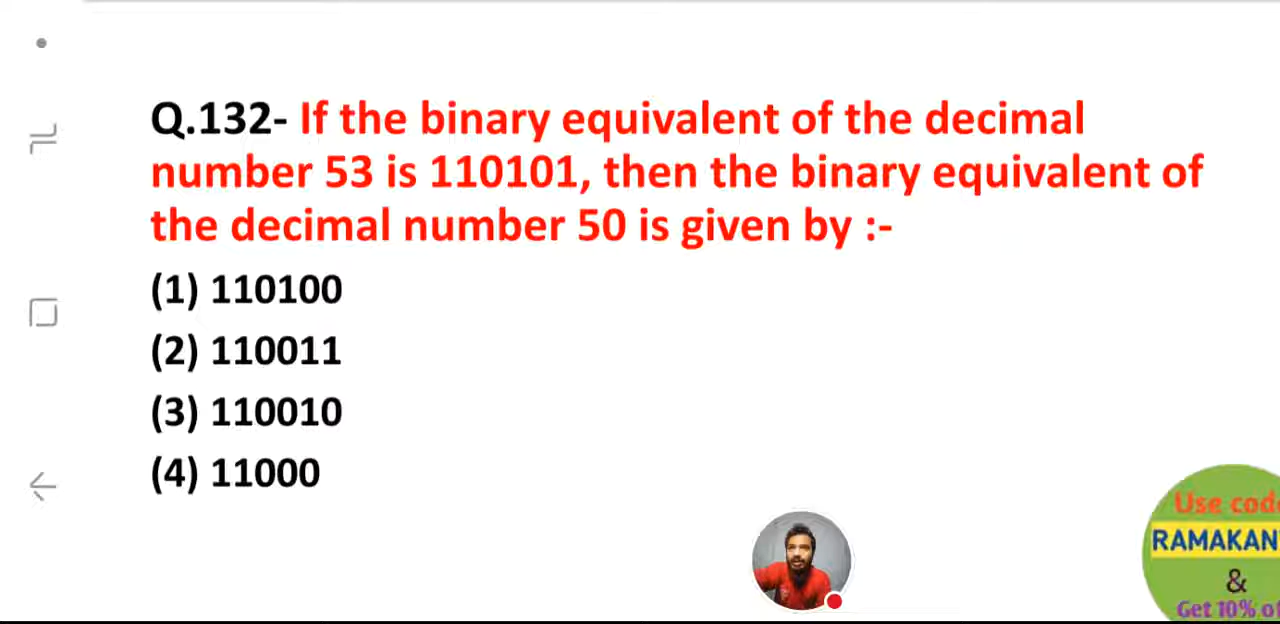 Q.132- If the binary equivalent of the decimal
number 53 is 110101, then the binary equivalent of
the decimal number 50 is given by :-
(1) 110100
(2) 110011
(3) 110010
(4) 11000
Use
RAMAKAN
&
Get 10%